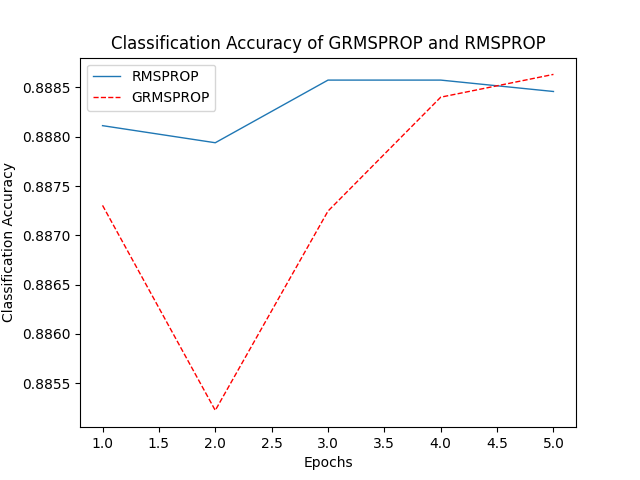 Classification Accuracy of GRMSPROP and RMSPROP
RMSPROP
GRMSPROP
Classification Accuracy
0.8885
0.8880
0.8875
0.8870
0.8865
0.8860
0.8855
1.0 1.5 2.0 2.5 3.0 3.5 4.0 4.5 5.0
Epochs